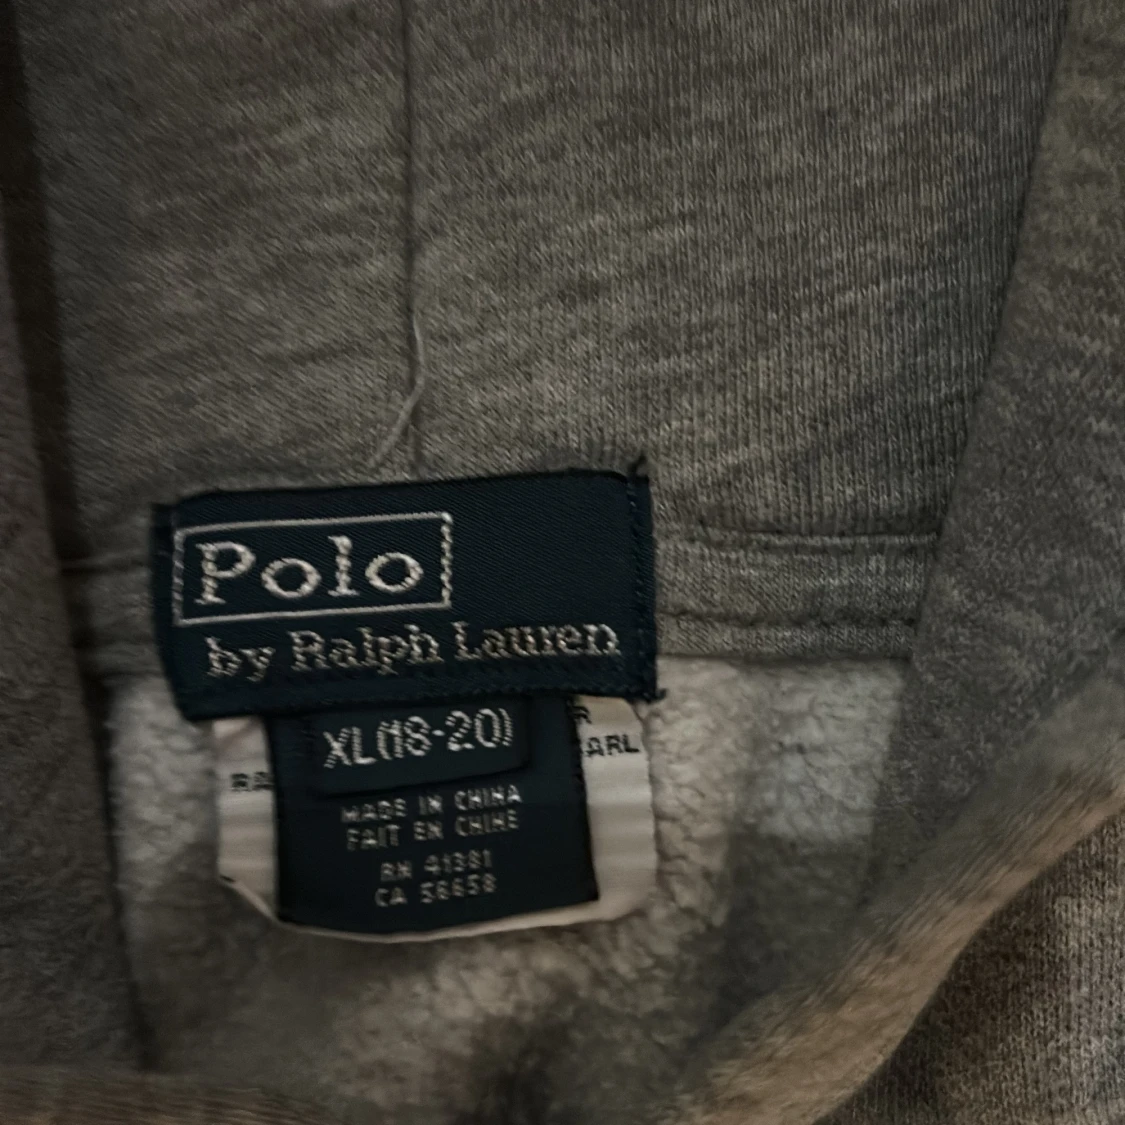 Polo
by Ralph Lauren
XL(18-20)
MADE IN CHINA
FAIT EN CHINE
RN 41381
CA 56658